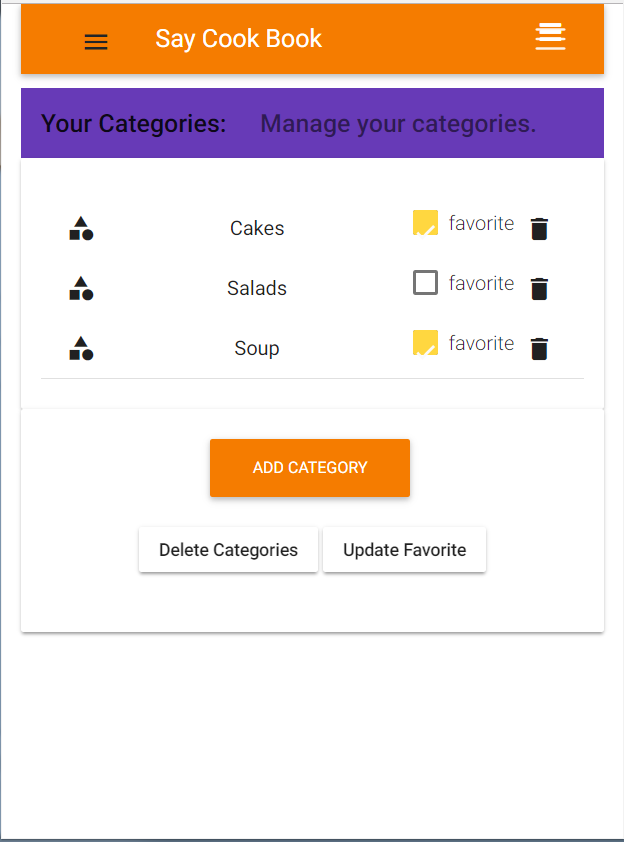 Say Cook Book
Your Categories: Manage your categories.
Cakes favorite
Salads favorite
Soup favorite
ADD CATEGORY
Delete Categories Update Favorite